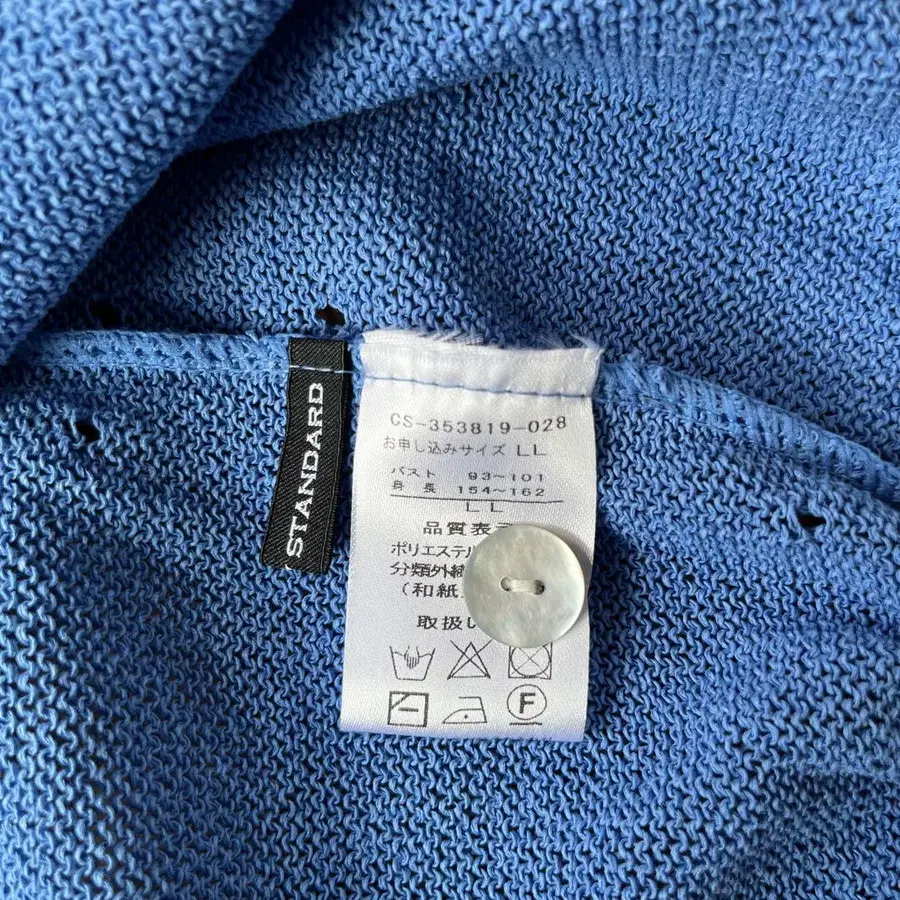 STANDARD
CS-353819-028
お申し込みサイズ LL
バスト 93～101
身長 154～162
LL
品質表示
ポリエステル
分類外繊
(和紙
取扱い
F